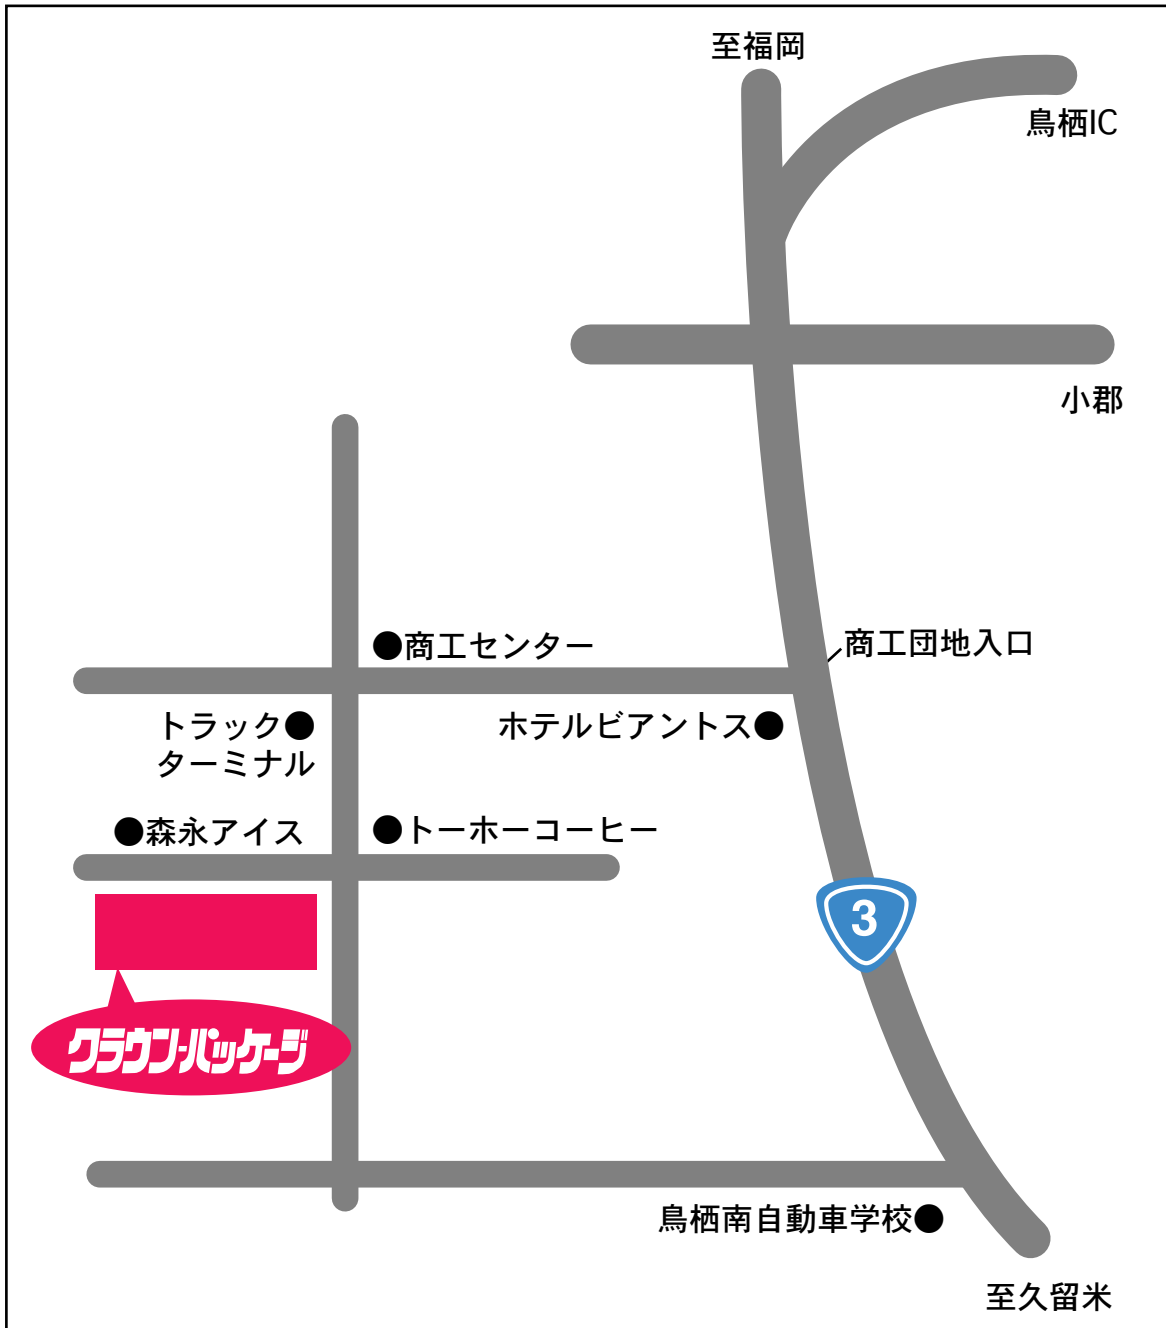 至福岡
鳥栖IC
小郡
●商工センター
商工団地入口
トラック●
ターミナル
ホテルビアントス●
●森永アイス
●トーホーコーヒー
3
クラウン・パッケージ
鳥栖南自動車学校●
至久留米